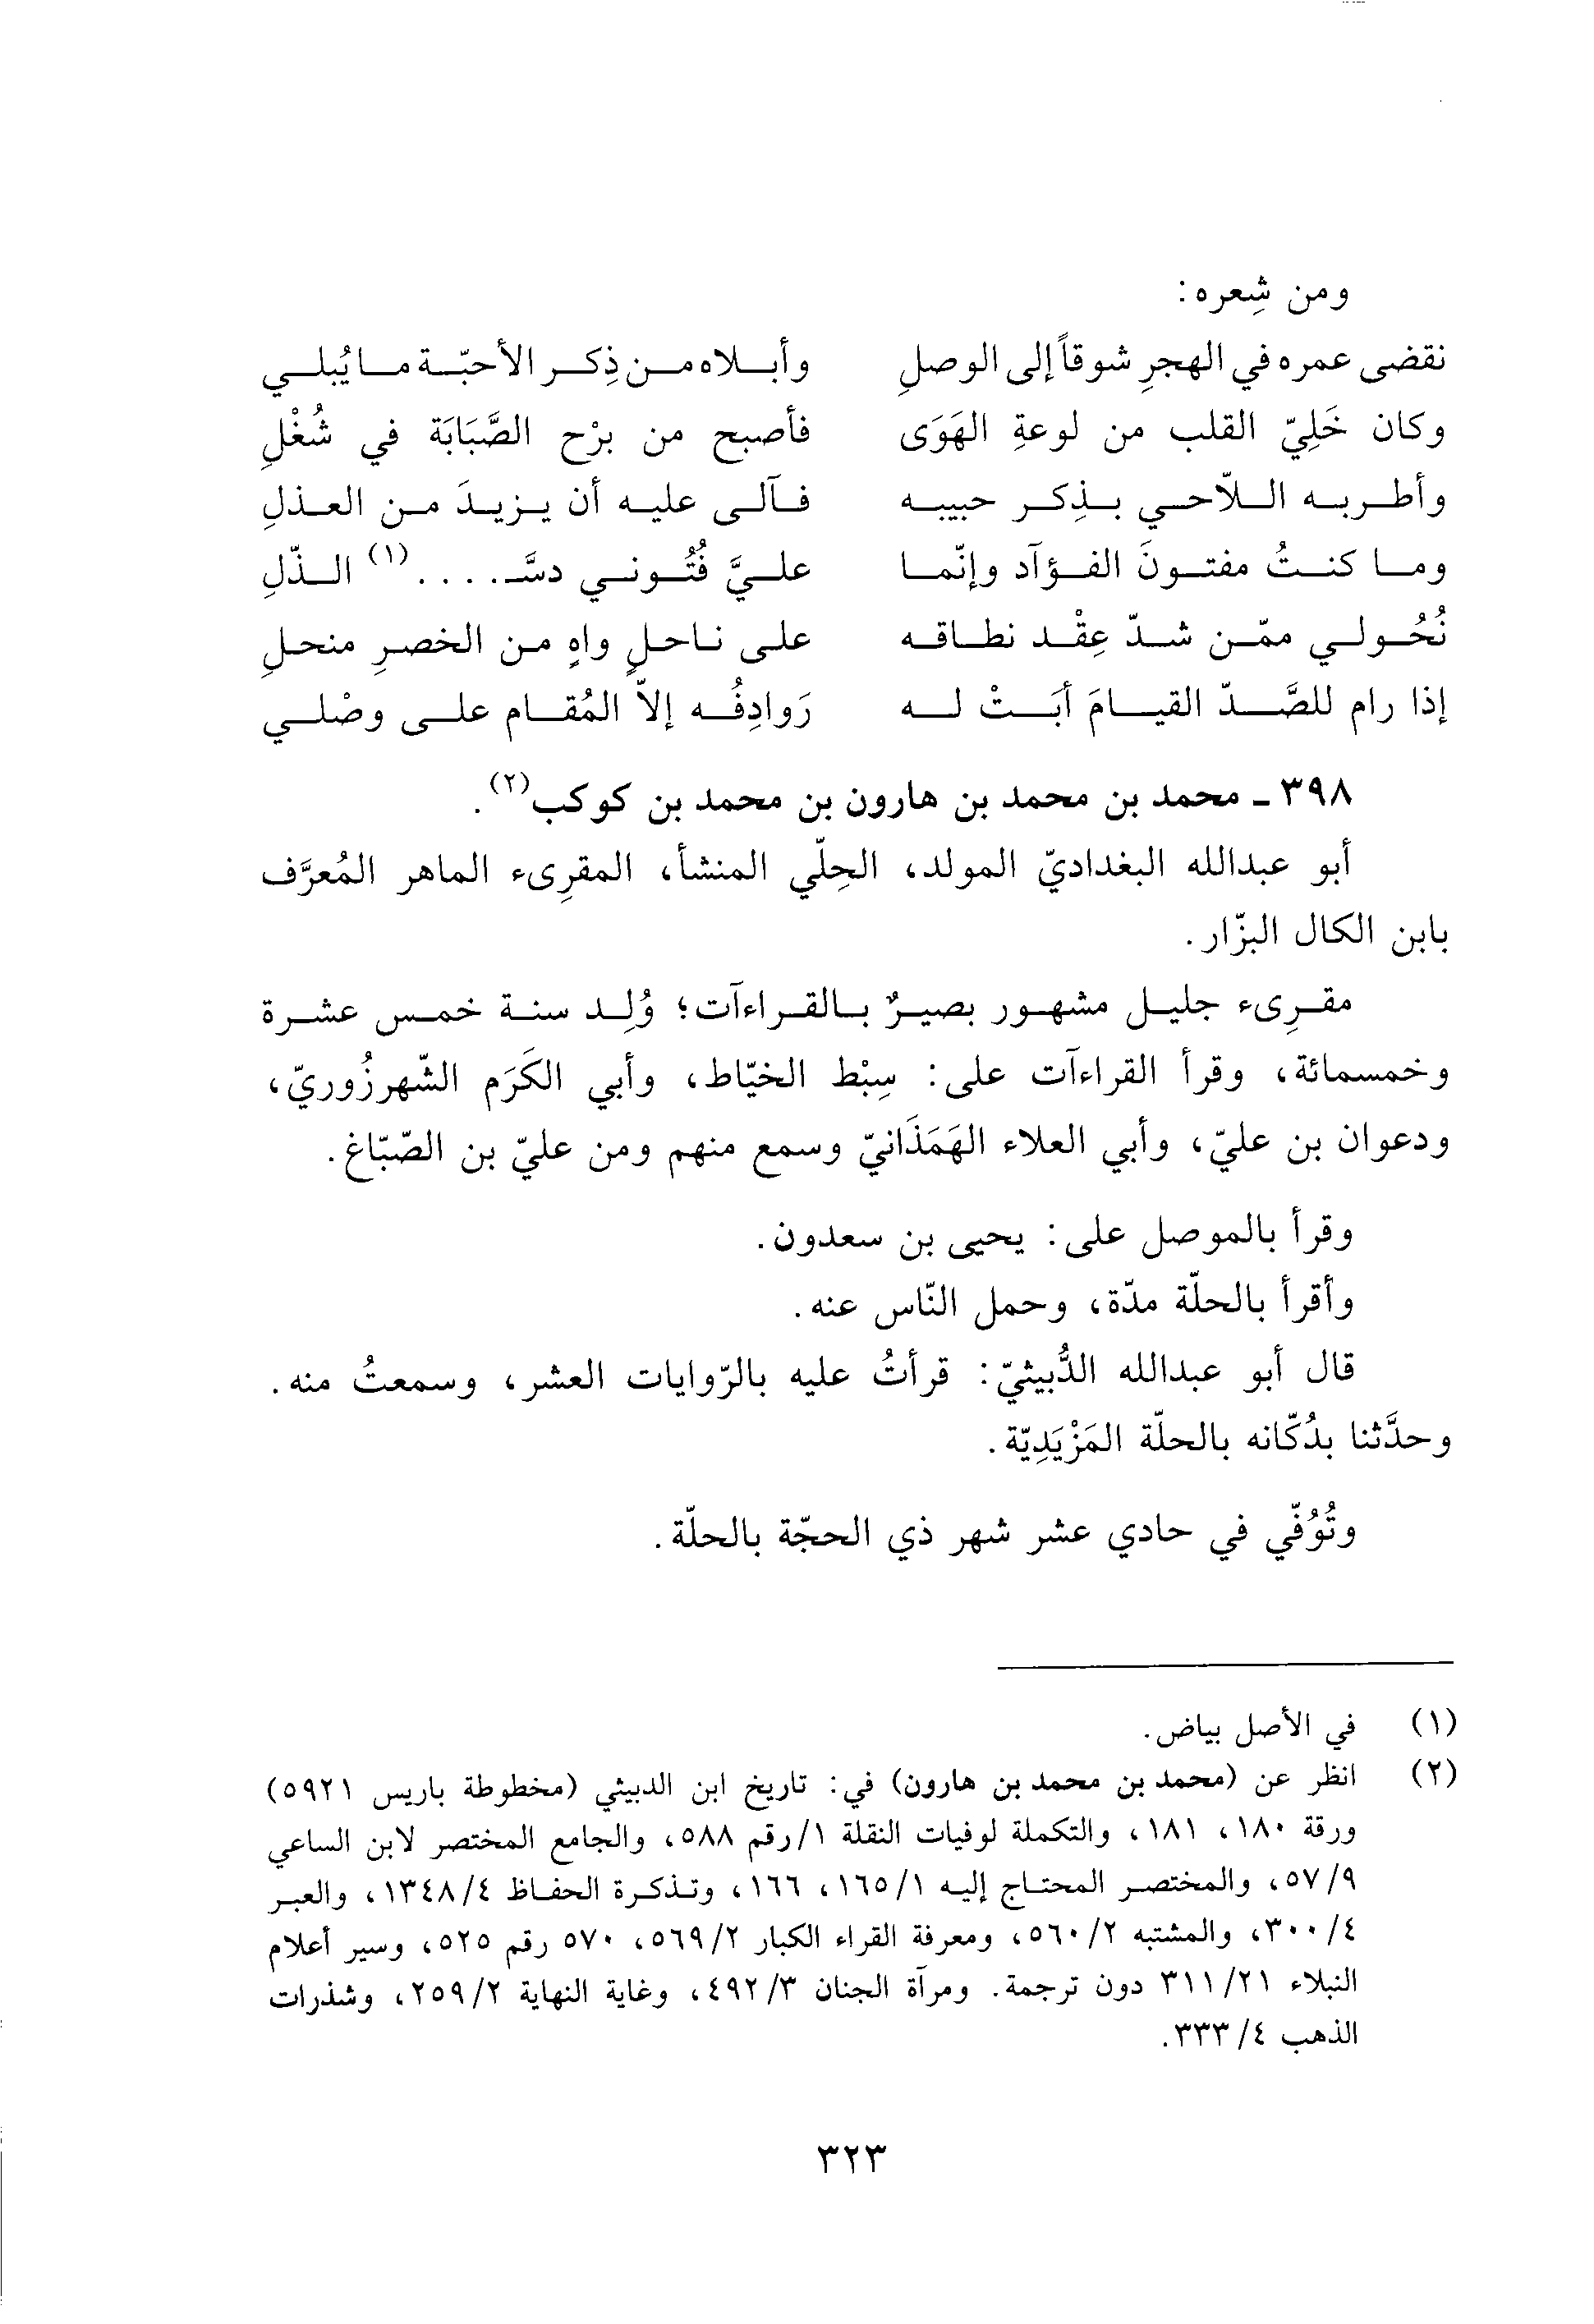 ومن شِعره:
نقضى عمره في الهجرِ شوقاً إلى الوصلِ وأبلاه من ذِكر الأحبّة ما يُبلي
وكان خَلِيّ القلب من لوعةِ الهَوَى فأصبح من برْح الصَّبَابَة في شُغْلِ
وأطربه اللاّحي بذِكر حبيبه فآلى عليه أن يزيدَ من العذلِ
وما كنتُ مفتونَ الفؤآد وإنّما عليَّ فُتُوني دسَّـ....(١) الذّلِ
نُحُولي ممّن شدّ عِقْد نطاقه على ناحلٍ واهٍ من الخصرِ منحلِ
إذا رام للصَّدّ القيامَ أبَتْ له رَوادِفُه إلاّ المُقام على وصْلي
٣٩٨ ـ محمد بن محمد بن هارون بن محمد بن كوكب(٢).
أبو عبدالله البغداديّ المولد، الحِلّي المنشأ، المقرِىء الماهر المُعرَّف
بابن الكال البزّار.
مقرِىء جليل مشهور بصيرٌ بالقراءآت؛ وُلِد سنة خمس عشرة
وخمسمائة، وقرأ القراءآت على: سِبْط الخيّاط، وأبي الكَرَم الشّهرزُوريّ،
ودعوان بن عليّ، وأبي العلاء الهَمَذَانيّ وسمع منهم ومن عليّ بن الصّبّاغ.
وقرأ بالموصل على: يحيى بن سعدون.
وأقرأ بالحلّة مدّة، وحمل النّاس عنه.
قال أبو عبدالله الدُّبيثيّ: قرأتُ عليه بالرّوايات العشر، وسمعتُ منه.
وحدَّثنا بدُكّانه بالحلّة المَزْيَدِيّة.
وتُوُفّي في حادي عشر شهر ذي الحجّة بالحلّة.
(١) في الأصل بياض.
(٢) انظر عن (محمد بن محمد بن هارون) في: تاريخ ابن الدبيثي (مخطوطة باريس ٥٩٢١)
ورقة ١٨٠، ١٨١، والتكملة لوفيات النقلة ١/رقم ٥٨٨، والجامع المختصر لابن الساعي
٥٧/٩، والمختصر المحتاج إليه ١٦٥/١، ١٦٦، وتذكرة الحفاظ ١٣٤٨/٤، والعبر
٣٠٠/٤، والمشتبه ٥٦٠/٢، ومعرفة القراء الكبار ٥٦٩/٢، ٥٧٠ رقم ٥٢٥، وسير أعلام
النبلاء ٣١١/٢١ دون ترجمة. ومرآة الجنان ٤٩٢/٣، وغاية النهاية ٢٥٩/٢، وشذرات
الذهب ٣٣٣/٤.
٣٢٣